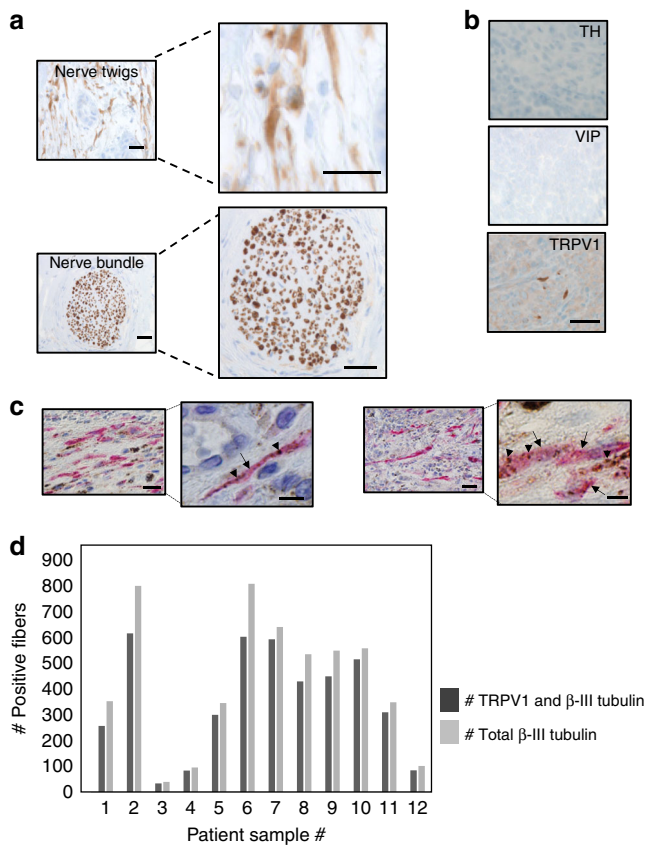 a
Nerve twigs
Nerve bundle
b
TH
VIP
TRPV1
c
d
# Positive fibers
900
800
700
600
500
400
300
200
100
0
1 2 3 4 5 6 7 8 9 10 11 12
Patient sample #
# TRPV1 and β-III tubulin
# Total β-III tubulin